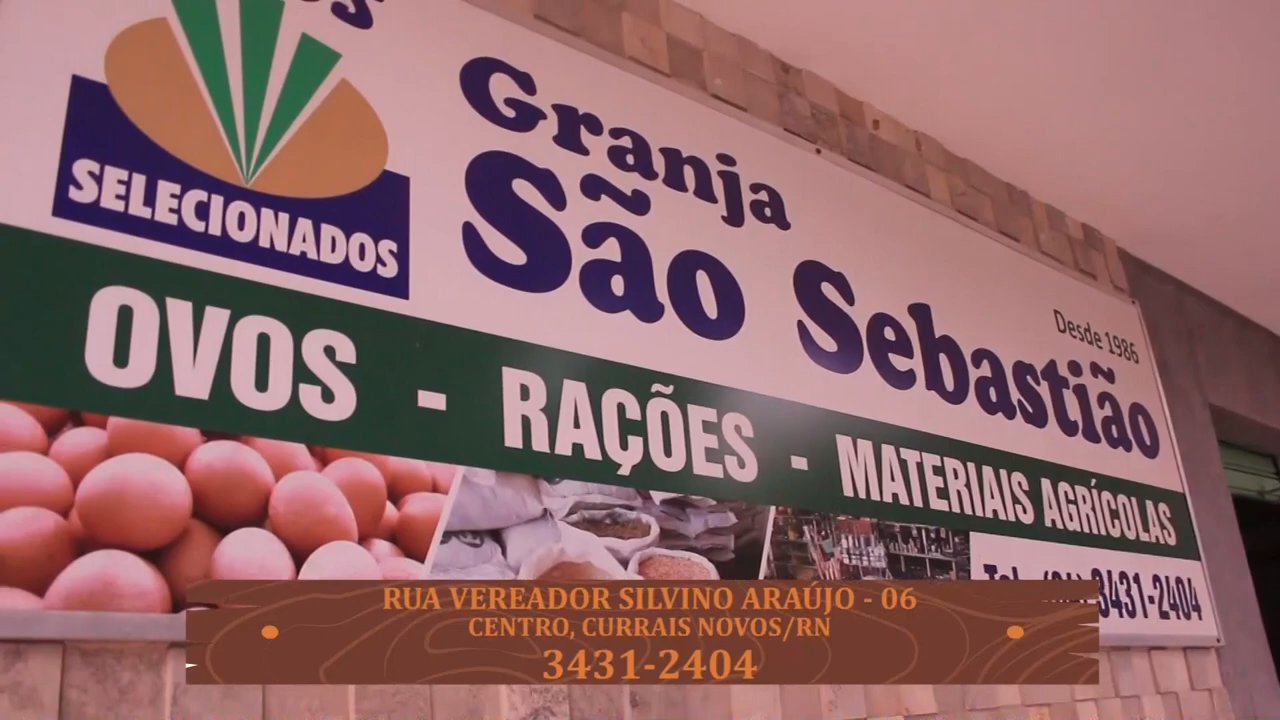 SELECIONADOS
Granja
São Sebastião
Desde 1986
OVOS - RAÇÕES - MATERIAIS AGRÍCOLAS
3431-2404
RUA VEREADOR SILVINO ARAÚJO - 06
CENTRO, CURRAIS NOVOS/RN
3431-2404